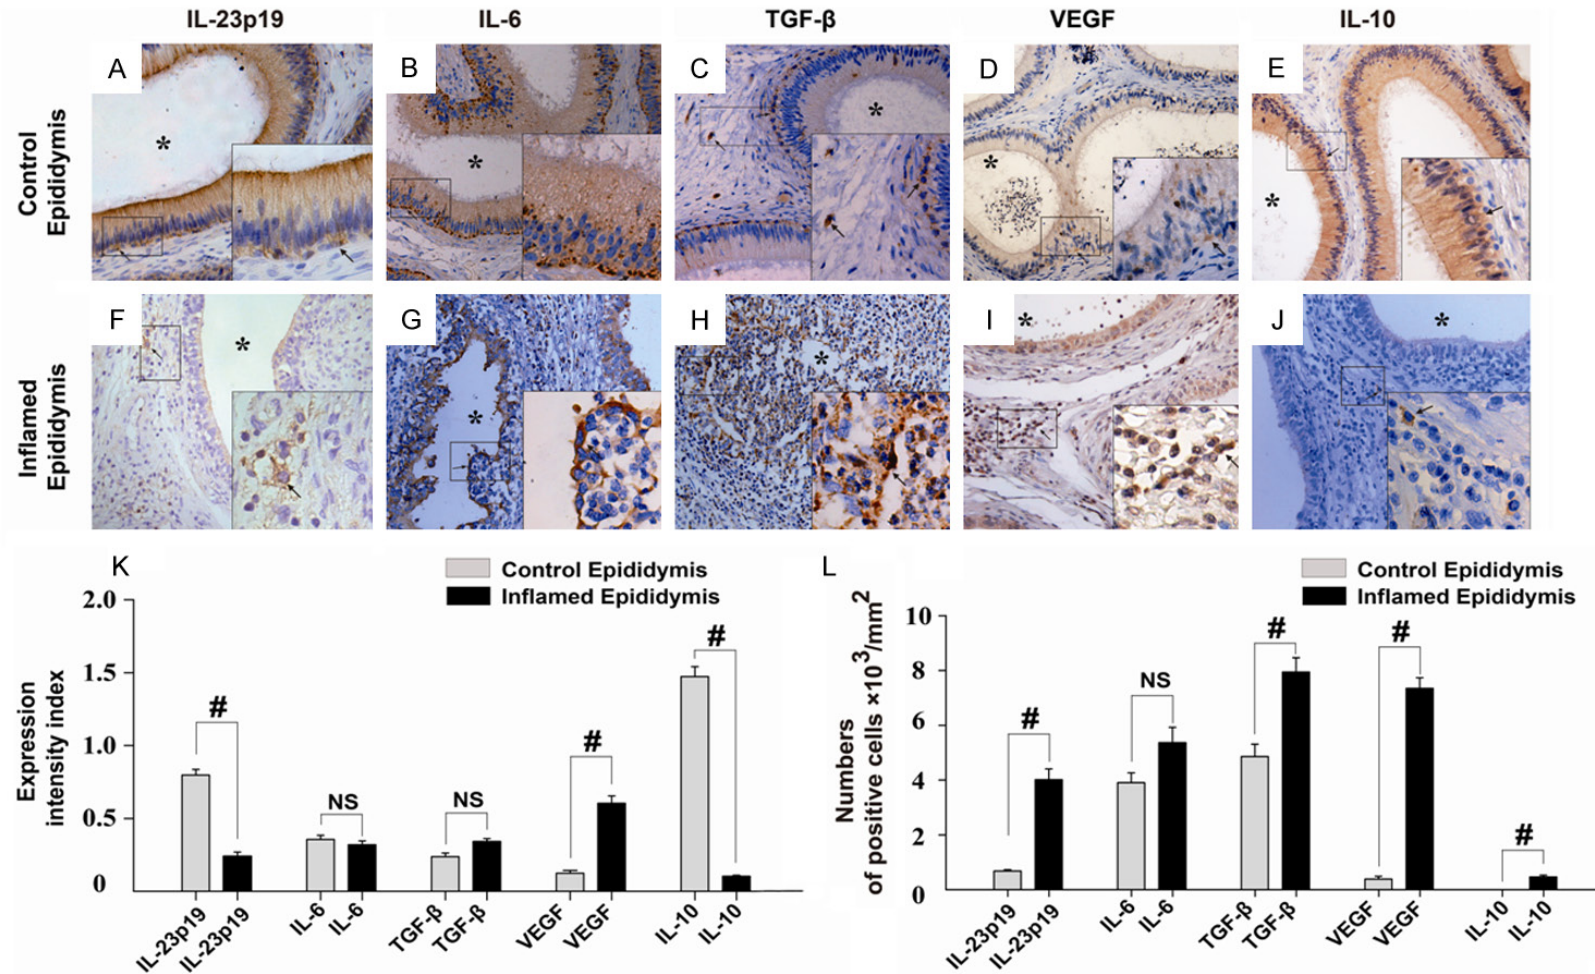 IL-23p19 IL-6 TGF-β VEGF IL-10
Control
Epididymis
A B C D E
* * * * *
Inflamed
Epididymis
F G H I J
* * * * *
K
Control Epididymis
Inflamed Epididymis
Expression
intensity index
2.0
1.5
1.0
0.5
0
# NS NS # #
IL-23p19 IL-23p19 IL-6 IL-6 TGF-β TGF-β VEGF VEGF IL-10 IL-10
L
Control Epididymis
Inflamed Epididymis
Numbers
of positive cells ×10³/mm²
10
8
6
4
2
0
# NS # # #
IL-23p19 IL-23p19 IL-6 IL-6 TGF-β TGF-β VEGF VEGF IL-10 IL-10